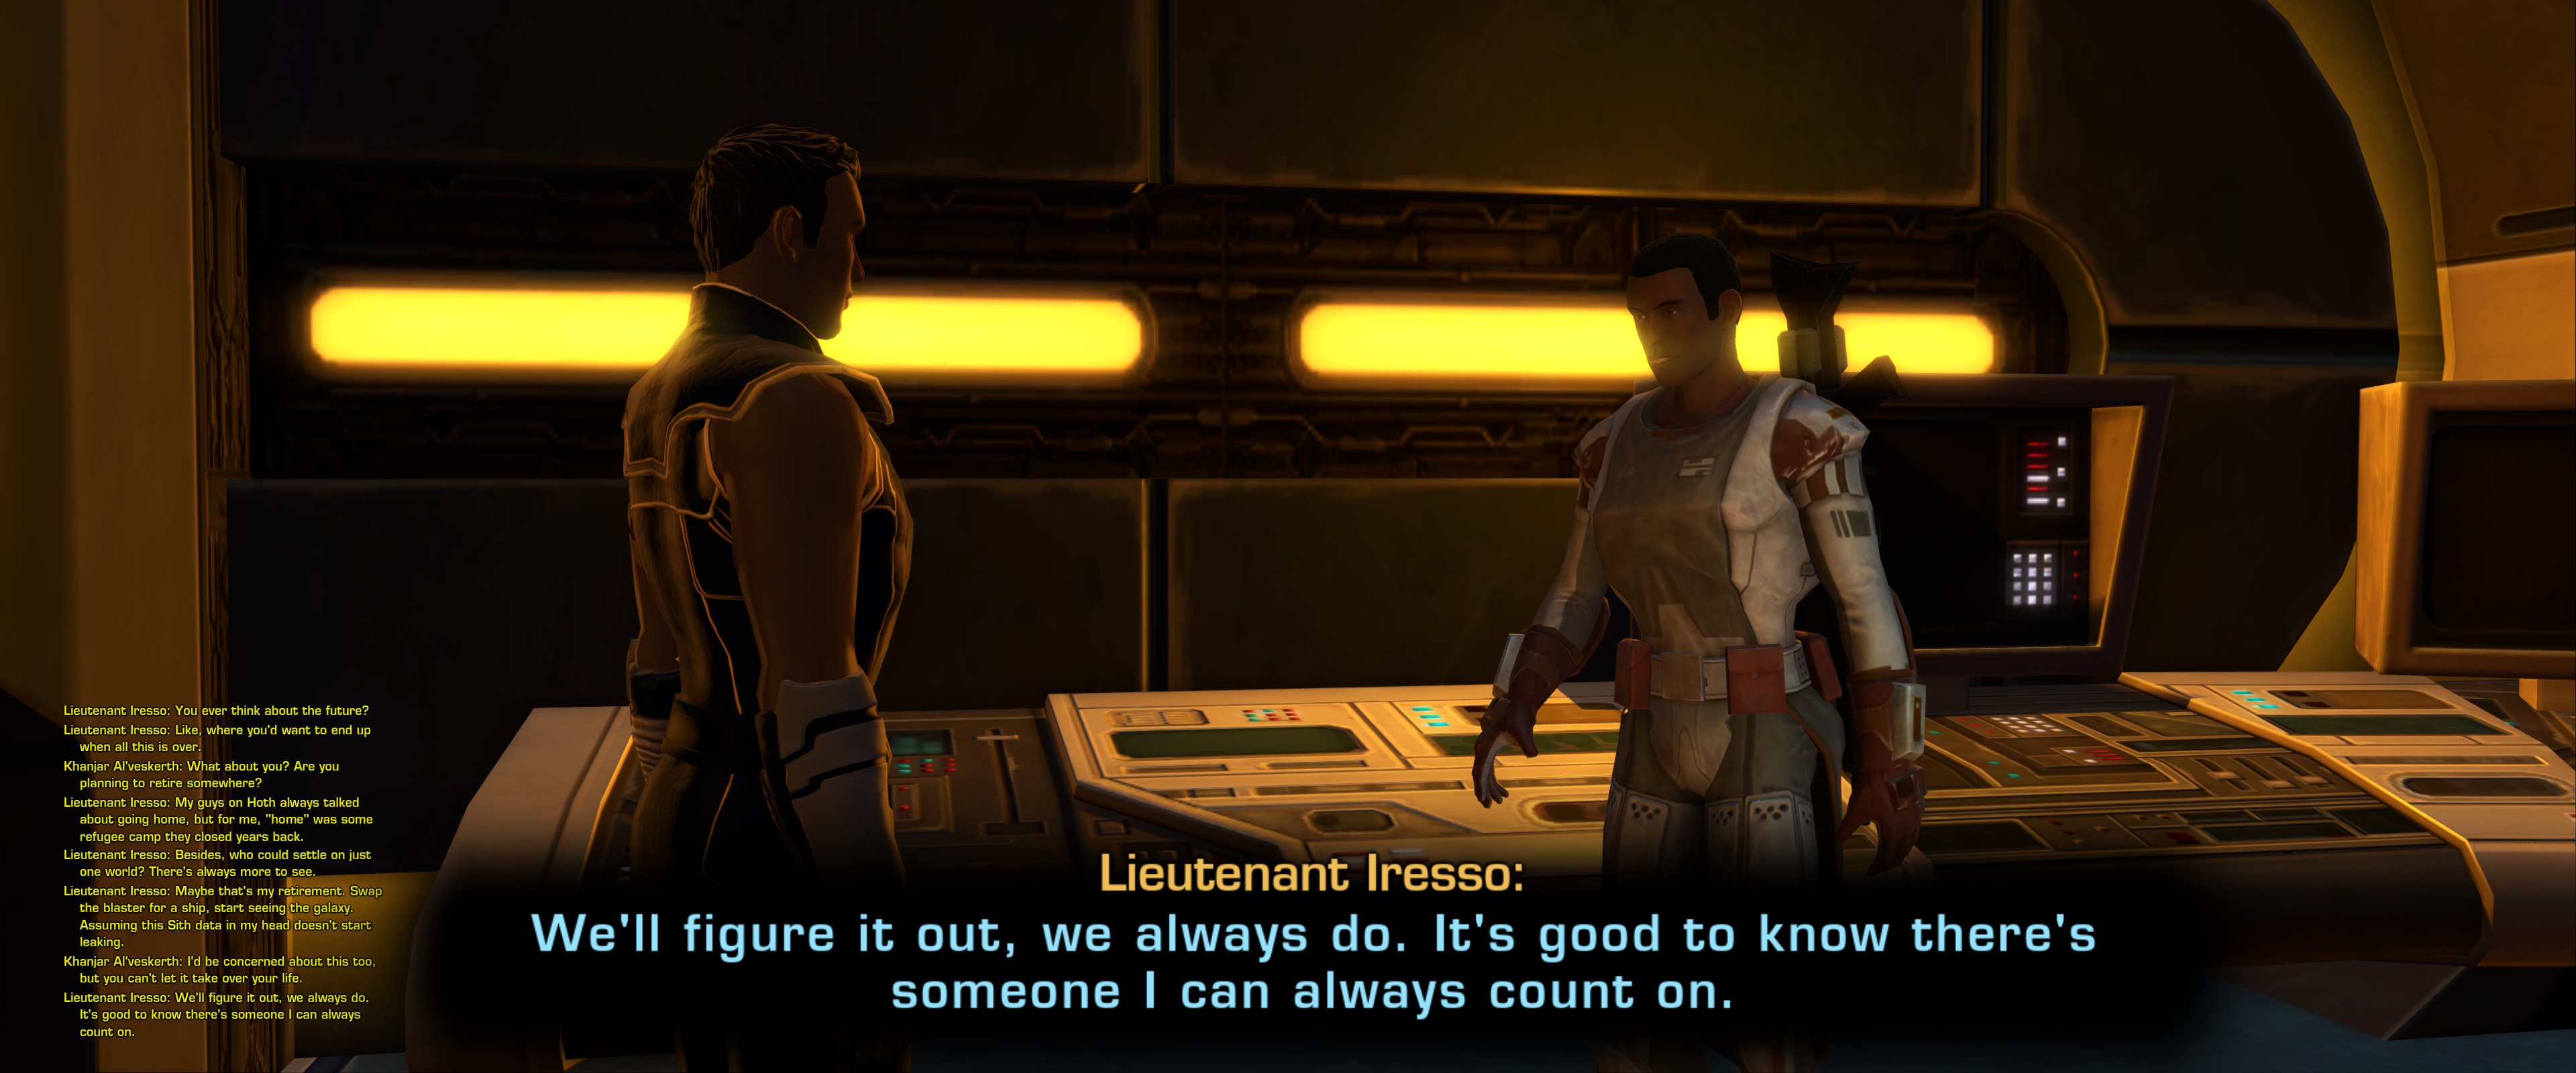 Lieutenant Iresso: You ever think about the future?
Lieutenant Iresso: Like, where you'd want to end up
when all this is over.
Khanjar Al'veskerth: What about you? Are you
planning to retire somewhere?
Lieutenant Iresso: My guys on Hoth always talked
about going home, but for me, "home" was some
refugee camp they closed years back.
Lieutenant Iresso: Besides, who could settle on just
one world? There's always more to see.
Lieutenant Iresso: Maybe that's my retirement. Swap
the blaster for a ship, start seeing the galaxy.
Assuming this Sith data in my head doesn't start
leaking.
Khanjar Al'veskerth: I'd be concerned about this too,
but you can't let it take over your life.
Lieutenant Iresso: We'll figure it out, we always do.
It's good to know there's someone I can always
count on.
Lieutenant Iresso:
We'll figure it out, we always do. It's good to know there's
someone I can always count on.